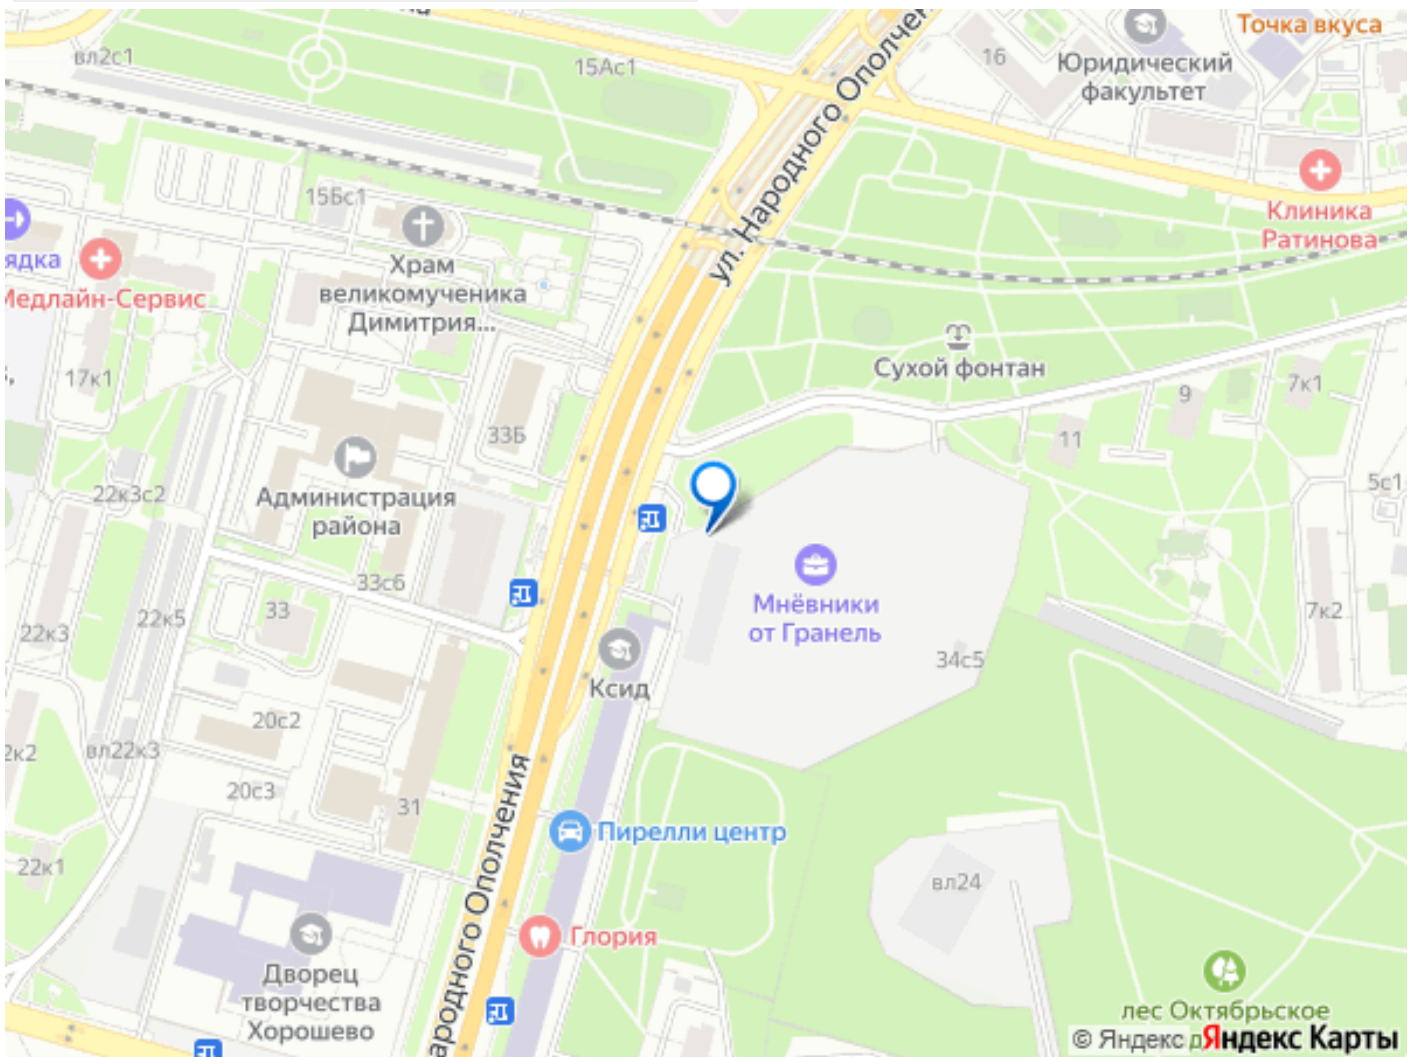 Точка вкуса
вл2с1
15Ас1
16
Юридический
факультет
ул. Народного Ополчен
15Бс1
Клиника
Ратинова
ядка
Медлайн-Сервис
Храм
великомученика
Димитрия...
Сухой фонтан
17к1
33Б
9
7к1
11
5с1
22к3с2
Администрация
района
33с6
Мнёвники
от Гранель
22к3
22к5
33
7к2
34с5
Ксид
20с2
2к2
вл22к3
20с3
31
Пирелли центр
22к1
вл24
ародного Ополчения
Глория
Дворец
творчества
Хорошево
лес Октябрьское
© Яндекс
Яндекс Карты